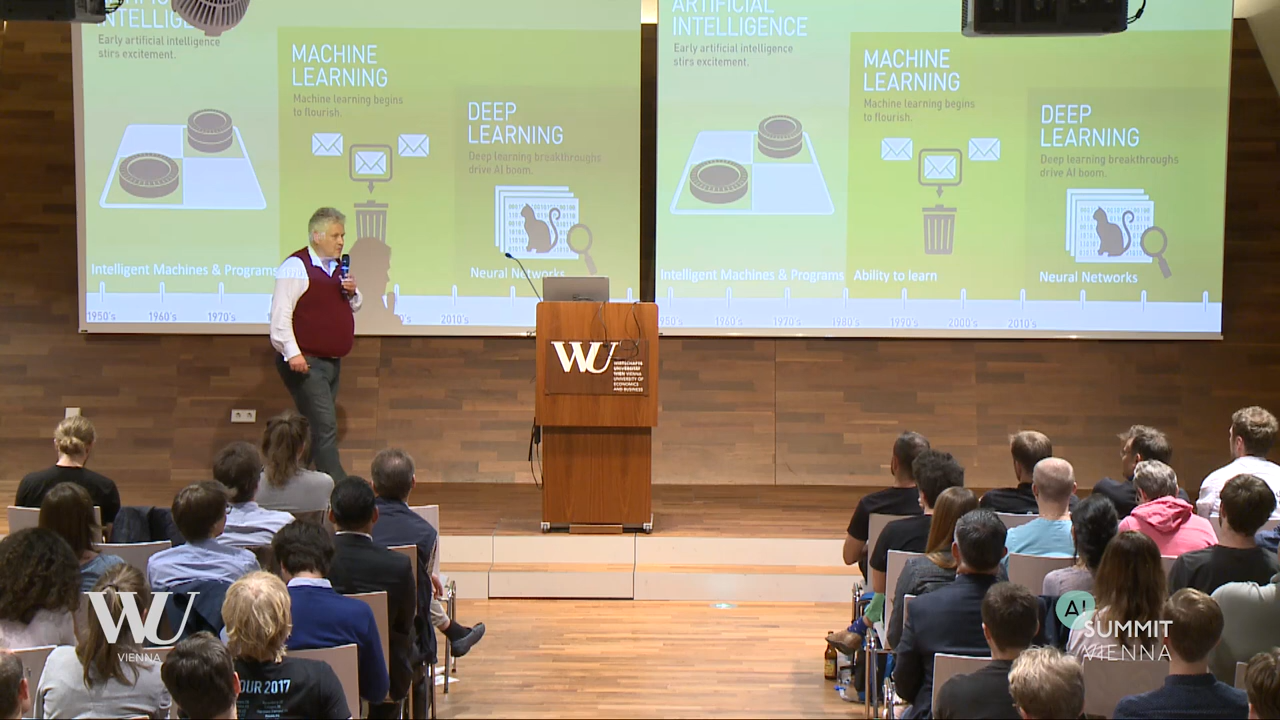 INTELLIG
Early artificial intelligence
stirs excitement.
MACHINE
LEARNING
Machine learning begins
to flourish.
DEEP
LEARNING
Deep learning breakthroughs
drive AI boom.
Intelligent Machines & Programs
Neural Networks
1950's
1960's
1970's
2010's
ARTIFICIAL
INTELLIGENCE
Early artificial intelligence
stirs excitement.
MACHINE
LEARNING
Machine learning begins
to flourish.
DEEP
LEARNING
Deep learning breakthroughs
drive AI boom.
Intelligent Machines & Programs
Ability to learn
Neural Networks
1960's
1970's
1980's
1990's
2000's
2010's
WU
WIRTSCHAFTS
UNIVERSITÄT
WIEN VIENNA
UNIVERSITY OF
ECONOMICS
AND BUSINESS
WU
VIENNA
OUR 2017
AI
SUMMIT
VIENNA